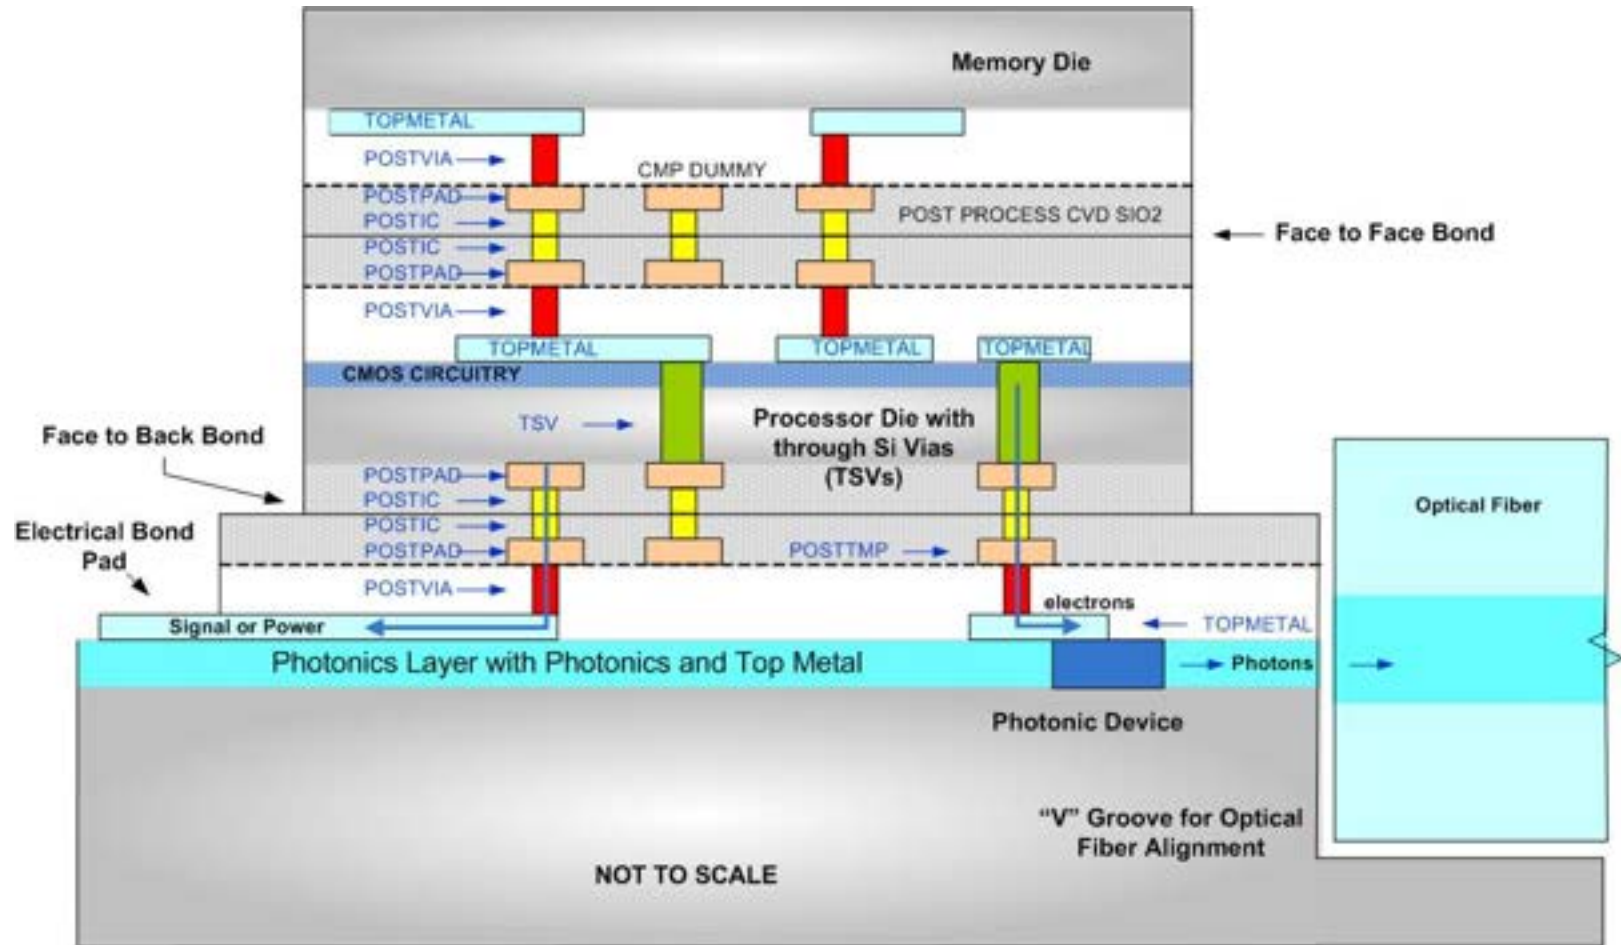 Memory Die
TOPMETAL
POSTVIA
CMP DUMMY
POSTPAD
POSTIC
POST PROCESS CVD SIO2
POSTIC
POSTPAD
Face to Face Bond
POSTVIA
TOPMETAL
TOPMETAL
TOPMETAL
CMOS CIRCUITRY
TSV
Processor Die with
through Si Vias
(TSVs)
Face to Back Bond
POSTPAD
POSTIC
POSTIC
POSTPAD
POSTTMP
Optical Fiber
Electrical Bond
Pad
POSTVIA
electrons
Signal or Power
TOPMETAL
Photonics Layer with Photonics and Top Metal
Photons
Photonic Device
“V” Groove for Optical
Fiber Alignment
NOT TO SCALE